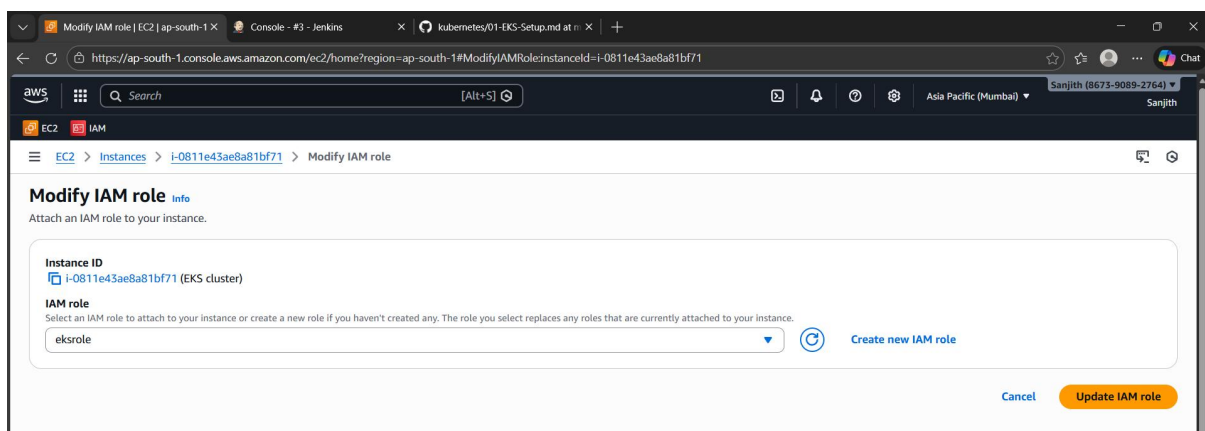 Modify IAM role | EC2 | ap-south-1
Console - #3 - Jenkins
kubernetes/01-EKS-Setup.md at m
https://ap-south-1.console.aws.amazon.com/ec2/home?region=ap-south-1#ModifyIAMRole:instanceId=i-0811e43ae8a81bf71
Chat
aws
Search
[Alt+S]
Asia Pacific (Mumbai)
Sanjith (8673-9089-2764)
Sanjith
EC2
IAM
EC2 > Instances > i-0811e43ae8a81bf71 > Modify IAM role
Modify IAM role Info
Attach an IAM role to your instance.
Instance ID
i-0811e43ae8a81bf71 (EKS cluster)
IAM role
Select an IAM role to attach to your instance or create a new role if you haven't created any. The role you select replaces any roles that are currently attached to your instance.
eksrole
Create new IAM role
Cancel
Update IAM role